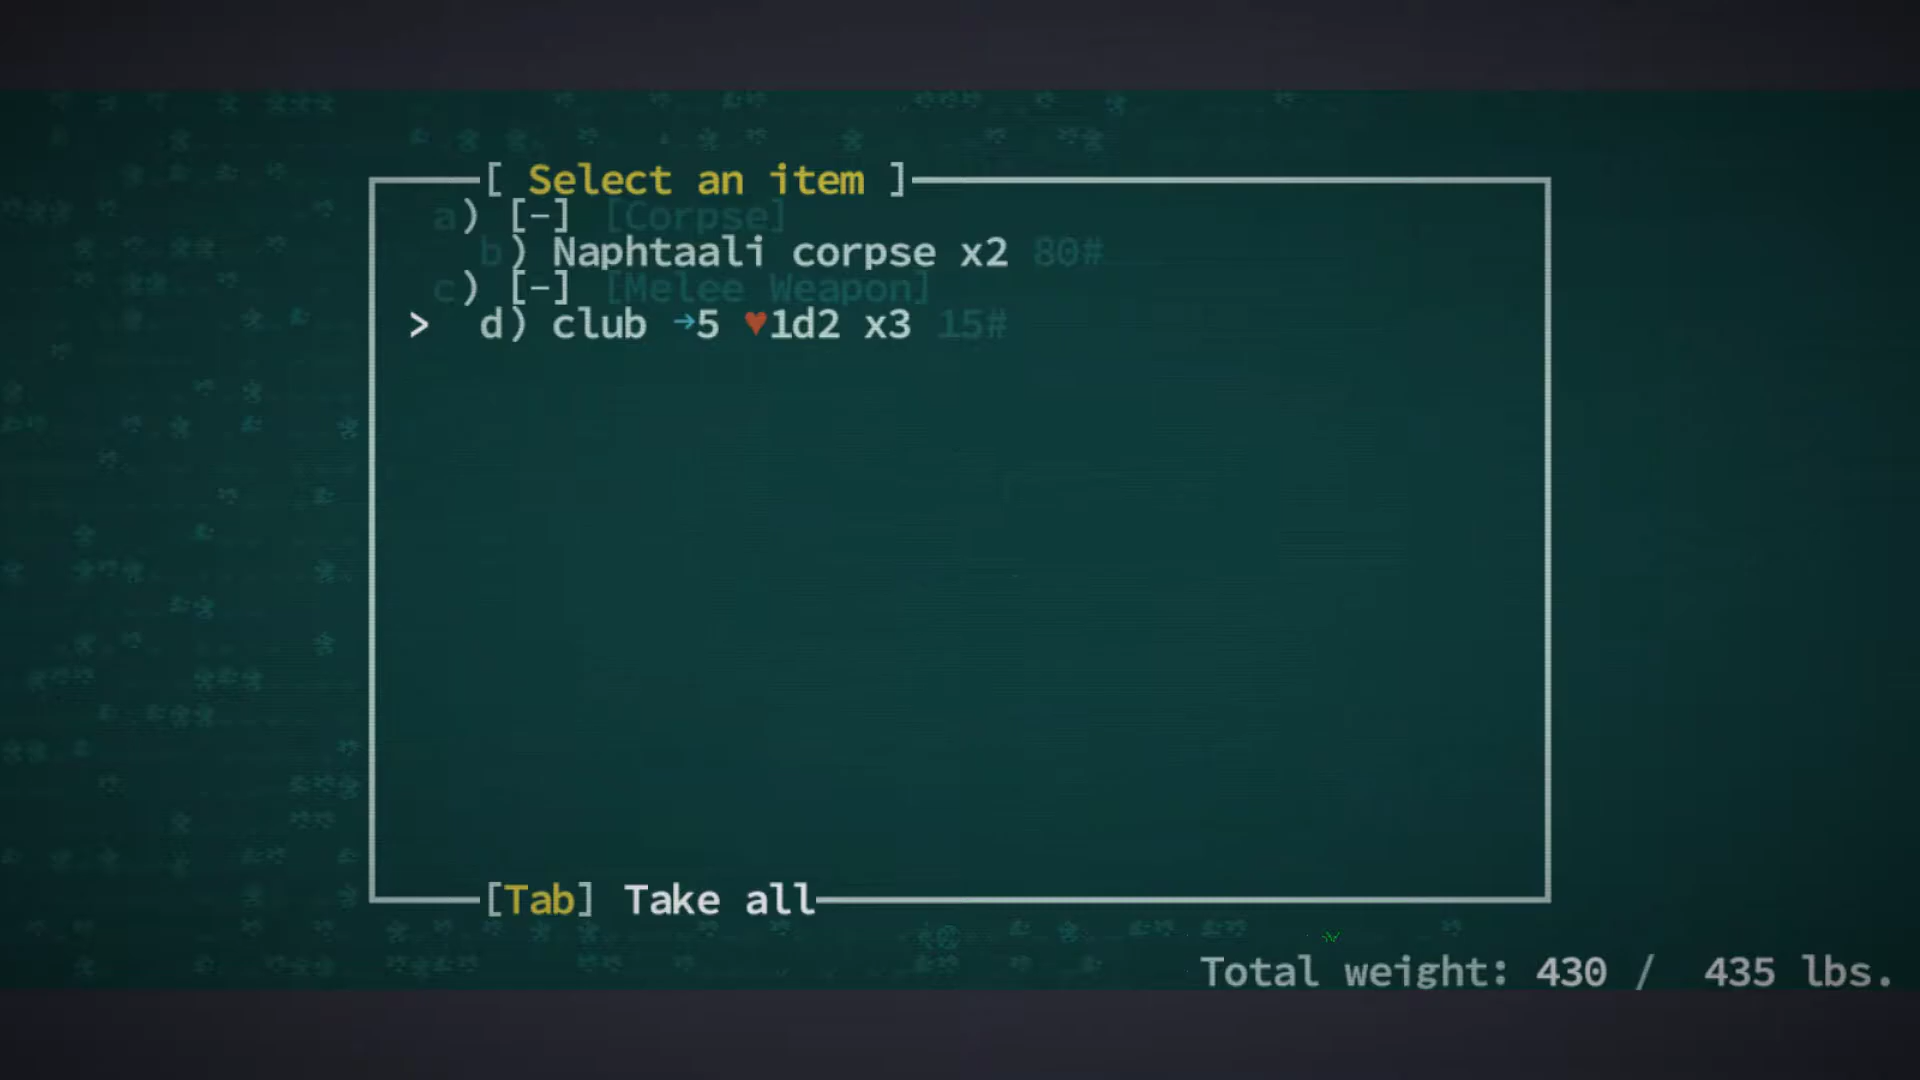 [ Select an item ]
a) [-] [Corpse]
b) Naphtaali corpse x2 80#
c) [-] [Melee Weapon]
> d) club →5 ♥1d2 x3 15#
[Tab] Take all
Total weight: 430 / 435 lbs.